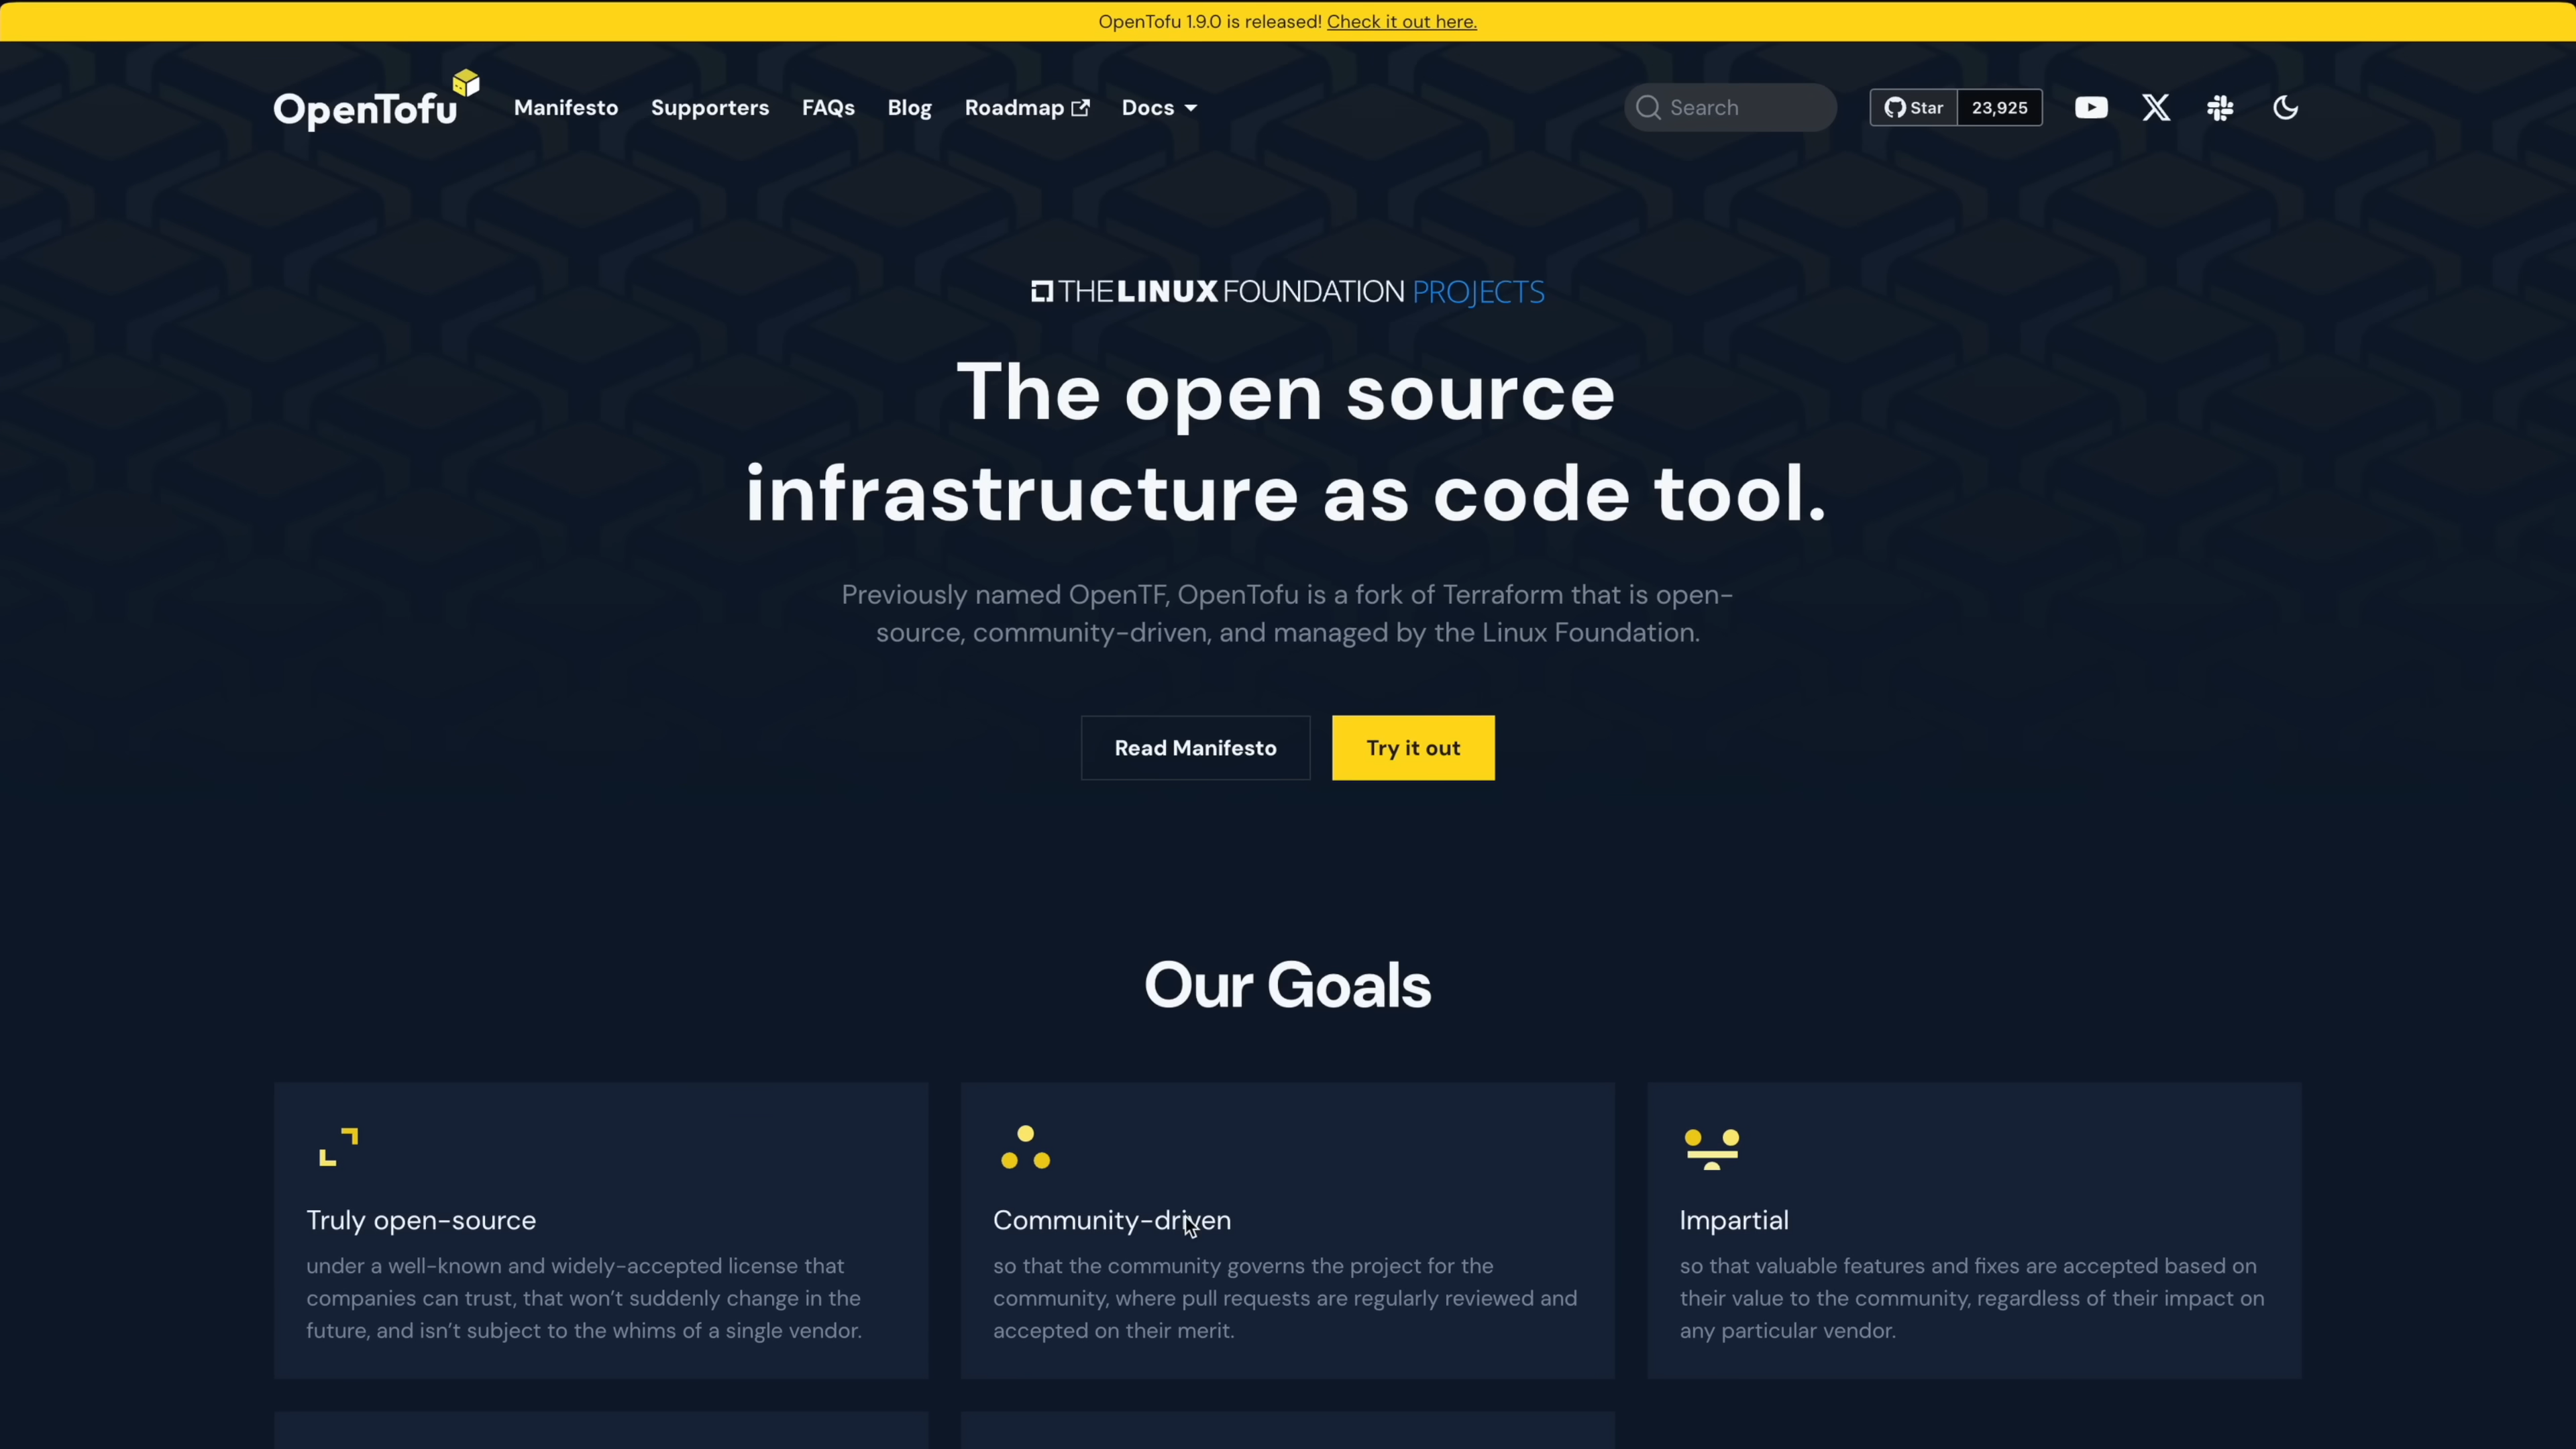 OpenTofu 1.9.0 is released! Check it out here.
OpenTofu
Manifesto
Supporters
FAQs
Blog
Roadmap
Docs
Search
Star
23,925
THE LINUX FOUNDATION PROJECTS
The open source
infrastructure as code tool.
Previously named OpenTF, OpenTofu is a fork of Terraform that is open-
source, community-driven, and managed by the Linux Foundation.
Read Manifesto
Try it out
Our Goals
Truly open-source
under a well-known and widely-accepted license that
companies can trust, that won’t suddenly change in the
future, and isn’t subject to the whims of a single vendor.
Community-driven
so that the community governs the project for the
community, where pull requests are regularly reviewed and
accepted on their merit.
Impartial
so that valuable features and fixes are accepted based on
their value to the community, regardless of their impact on
any particular vendor.